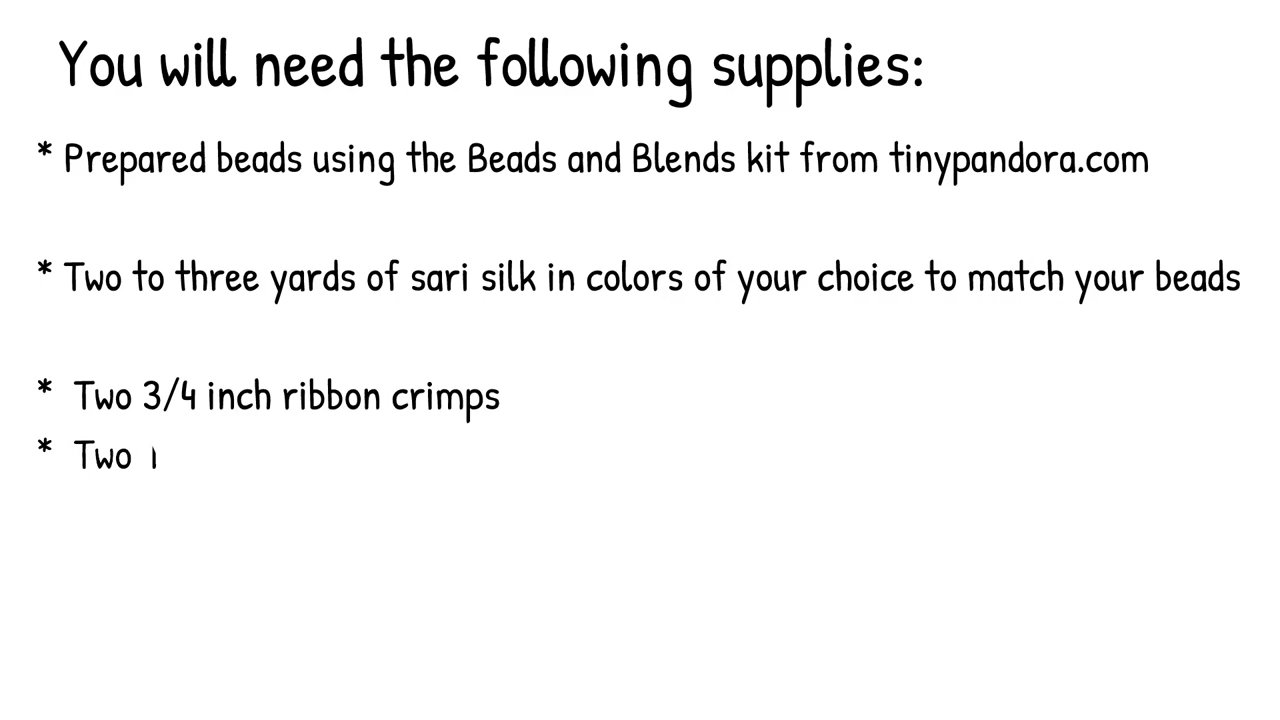 You will need the following supplies:
* Prepared beads using the Beads and Blends kit from tinypandora.com
* Two to three yards of sari silk in colors of your choice to match your beads
* Two 3/4 inch ribbon crimps
* Two